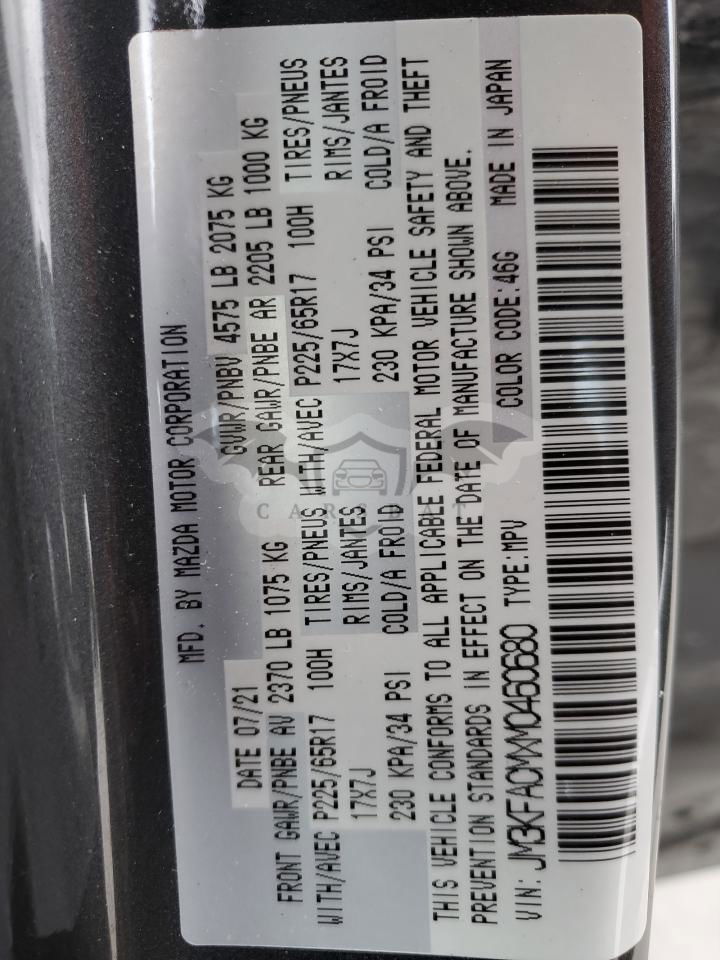 MFD. BY MAZDA MOTOR CORPORATION
DATE 07/21 GVWR/PNBV 4575 LB 2075 KG
FRONT GAWR/PNBE AV 2370 LB 1075 KG REAR GAWR/PNBE AR 2205 LB 1000 KG
WITH/AVEC P225/65R17 100H TIRES/PNEUS WITH/AVEC P225/65R17 100H TIRES/PNEUS
17X7J RIMS/JANTES 17X7J RIMS/JANTES
230 KPA/34 PSI COLD/A FROID 230 KPA/34 PSI COLD/A FROID
THIS VEHICLE CONFORMS TO ALL APPLICABLE FEDERAL MOTOR VEHICLE SAFETY AND THEFT
PREVENTION STANDARDS IN EFFECT ON THE DATE OF MANUFACTURE SHOWN ABOVE.
COLOR CODE:46G MADE IN JAPAN
VIN: JM3KFACMXM0460680 TYPE:MPV